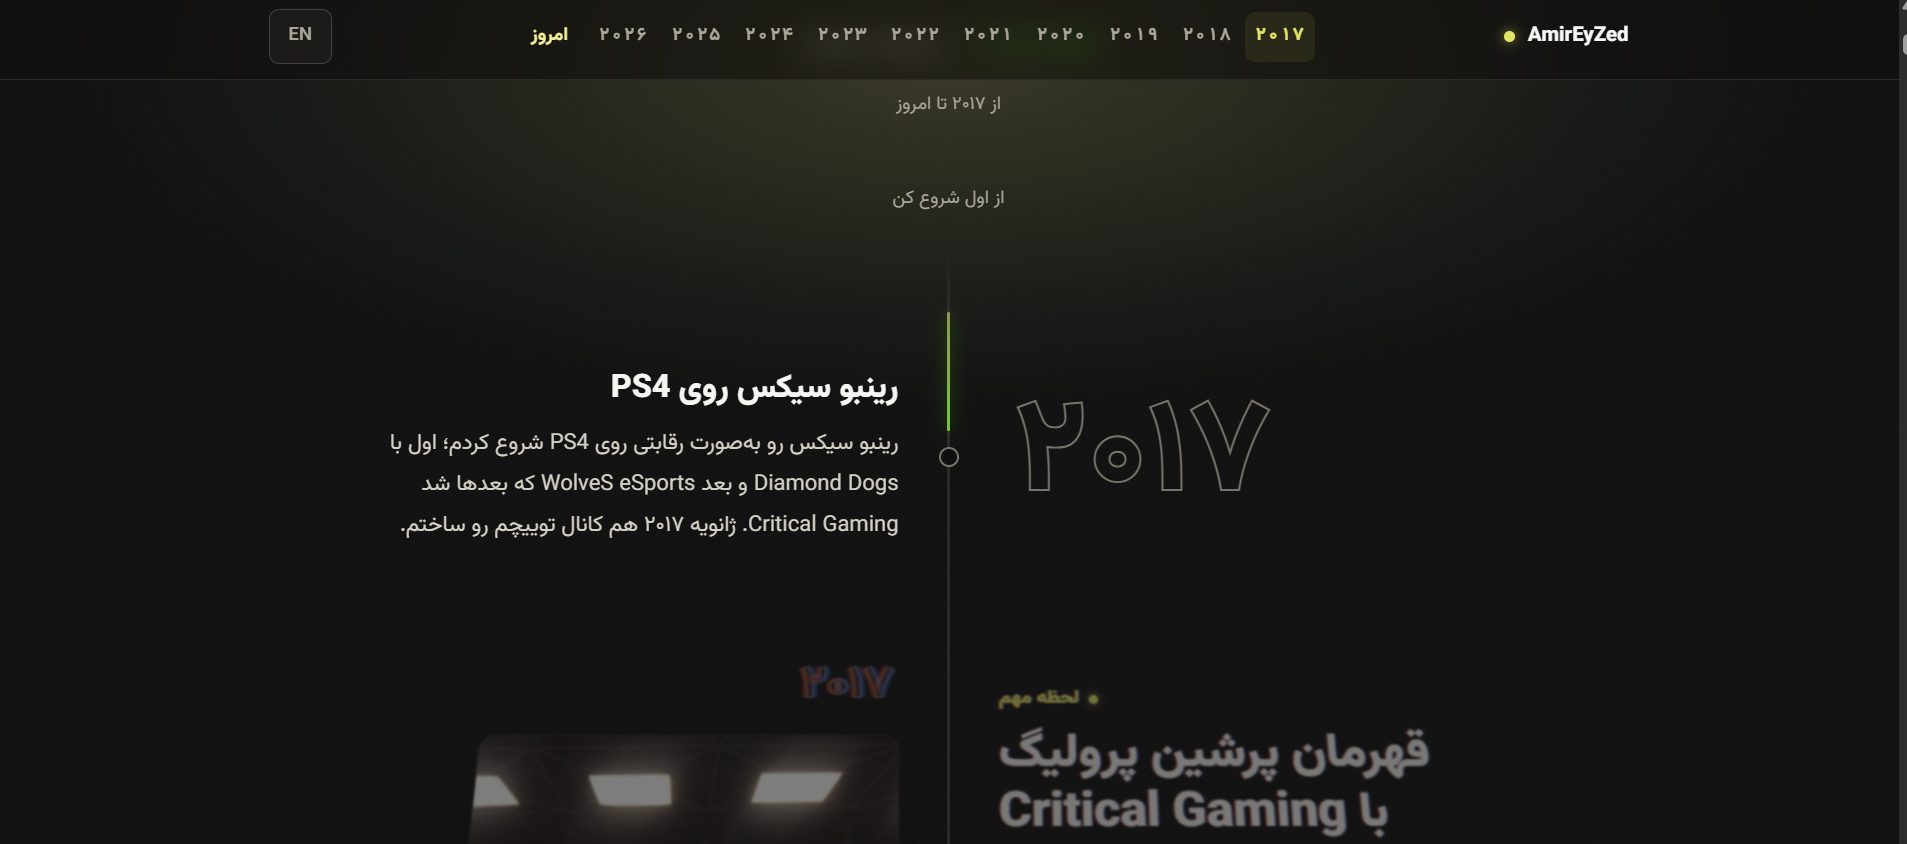 AmirEyZed
۲۰۱۷ ۲۰۱۸ ۲۰۱۹ ۲۰۲۰ ۲۰۲۱ ۲۰۲۲ ۲۰۲۳ ۲۰۲۴ ۲۰۲۵ ۲۰۲۶ امروز
EN
از ۲۰۱۷ تا امروز
از اول شروع کن
۲۰۱۷
رینبو سیکس روی PS4
رینبو سیکس رو به‌صورت رقابتی روی PS4 شروع کردم؛ اول با
Diamond Dogs و بعد WolveS eSports که بعدها شد
Critical Gaming. ژانویه ۲۰۱۷ هم کانال توییچم رو ساختم.
لحظه مهم
قهرمان پرشین پرولیگ
با Critical Gaming
۲۰۱۷